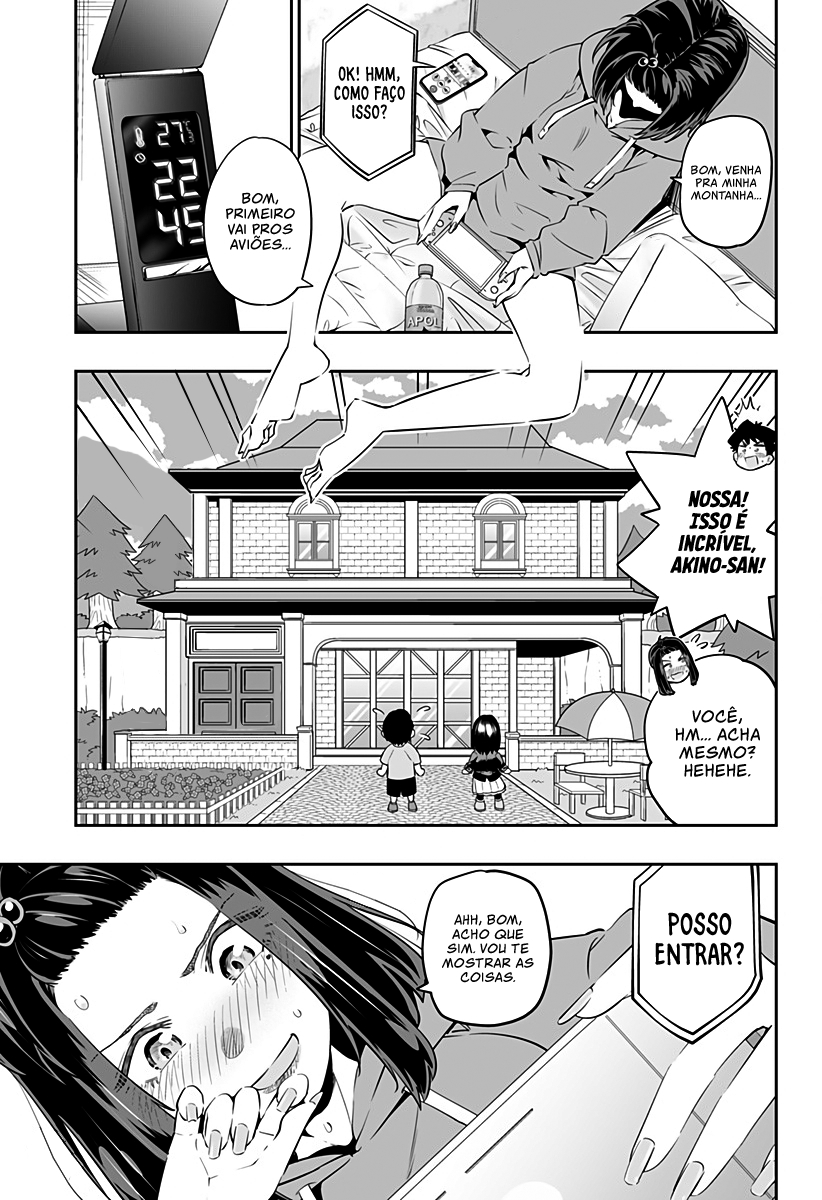 BOM, VENHA
PRA MINHA
MONTANHA...
OK! HMM,
COMO FAÇO
ISSO?
BOM,
PRIMEIRO
VAI PROS
AVIÕES...
27
22
45
APOL
NOSSA!
ISSO É
INCRÍVEL,
AKINO-SAN!
VOCÊ,
HM... ACHA
MESMO?
HEHEHE.
POSSO
ENTRAR?
AHH, BOM,
ACHO QUE
SIM. VOU TE
MOSTRAR AS
COISAS.